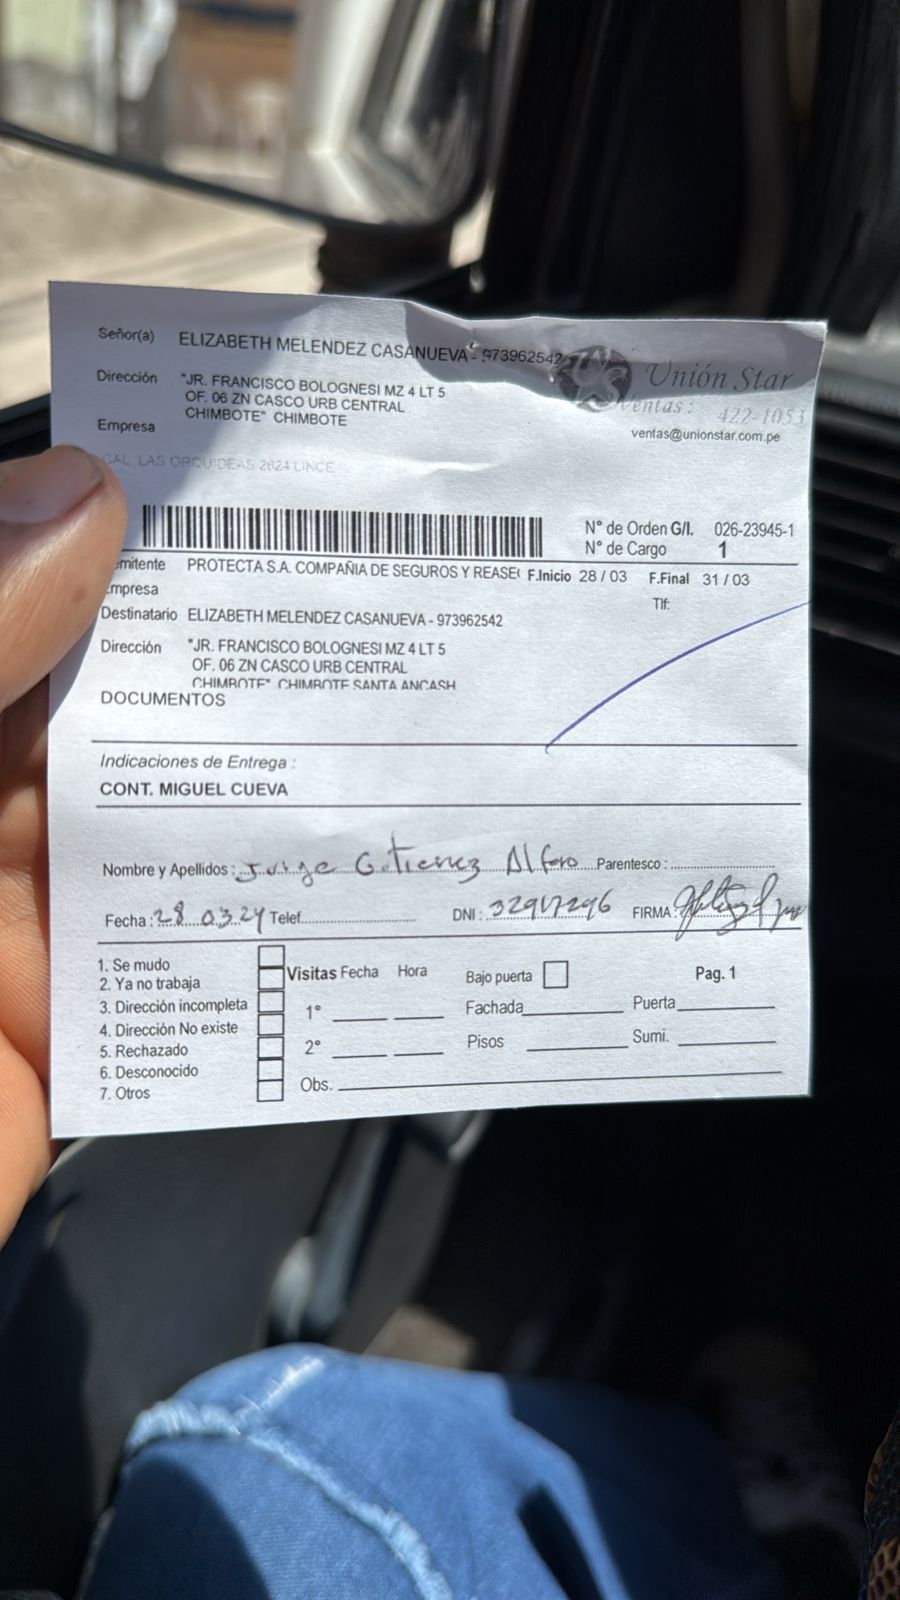 Señor(a) ELIZABETH MELENDEZ CASANUEVA - 973962542
Unión Star
Ventas: 422-1053
ventas@unionstar.com.pe
Dirección "JR. FRANCISCO BOLOGNESI MZ 4 LT 5
OF. 06 ZN CASCO URB CENTRAL
CHIMBOTE" CHIMBOTE
Empresa
CAL LAS ORQUIDEAS 2624 LINCE
N° de Orden G/I. 026-23945-1
N° de Cargo 1
emitente PROTECTA S.A. COMPAÑIA DE SEGUROS Y REASE F.Inicio 28 / 03 F.Final 31 / 03
mpresa Tlf:
Destinatario ELIZABETH MELENDEZ CASANUEVA - 973962542
Dirección "JR. FRANCISCO BOLOGNESI MZ 4 LT 5
OF. 06 ZN CASCO URB CENTRAL
CHIMBOTE" CHIMBOTE SANTA ANCASH
DOCUMENTOS
Indicaciones de Entrega :
CONT. MIGUEL CUEVA
Nombre y Apellidos : Jorge Gutierrez Alfaro Parentesco :
Fecha : 28 03.24 Telef. DNI : 32917296 FIRMA :
1. Se mudo
2. Ya no trabaja
3. Dirección incompleta
4. Dirección No existe
5. Rechazado
6. Desconocido
7. Otros
Visitas Fecha Hora
1°
2°
Obs.
Bajo puerta
Fachada
Pisos
Pag. 1
Puerta
Sumi.